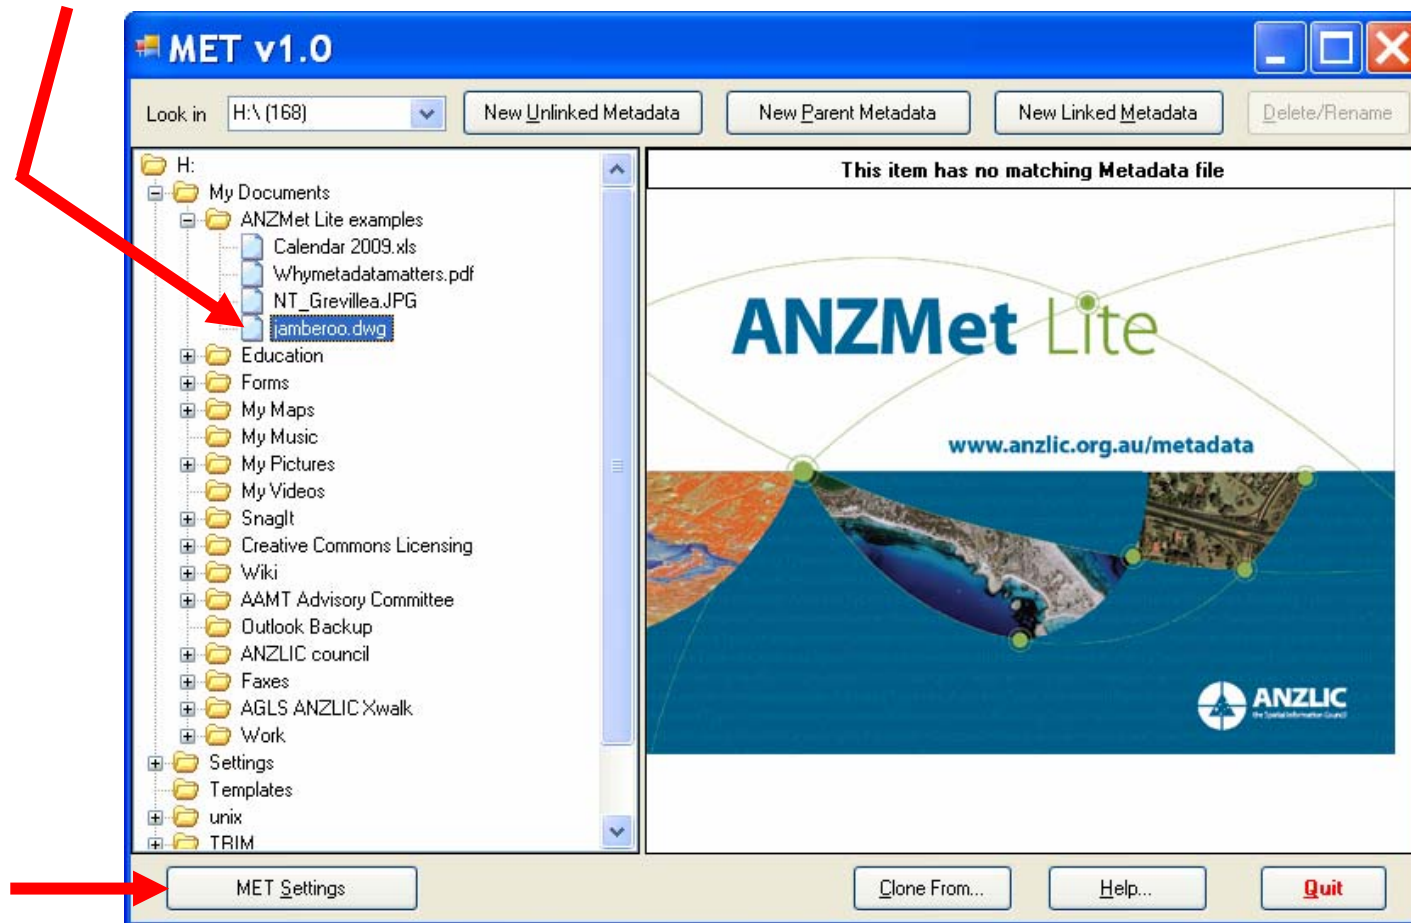 MET v1.0
Look in H:\ (168) New Unlinked Metadata New Parent Metadata New Linked Metadata Delete/Rename
H:
My Documents
ANZMet Lite examples
Calendar 2009.xls
Whymetadatamatters.pdf
NT_Grevillea.JPG
jamberoo.dwg
Education
Forms
My Maps
My Music
My Pictures
My Videos
SnagIt
Creative Commons Licensing
Wiki
AAMT Advisory Committee
Outlook Backup
ANZLIC council
Faxes
AGLS ANZLIC Xwalk
Work
Settings
Templates
unix
TRIM
This item has no matching Metadata file
ANZMet Lite
www.anzlic.org.au/metadata
ANZLIC
the Spatial Information Council
MET Settings Clone From... Help... Quit